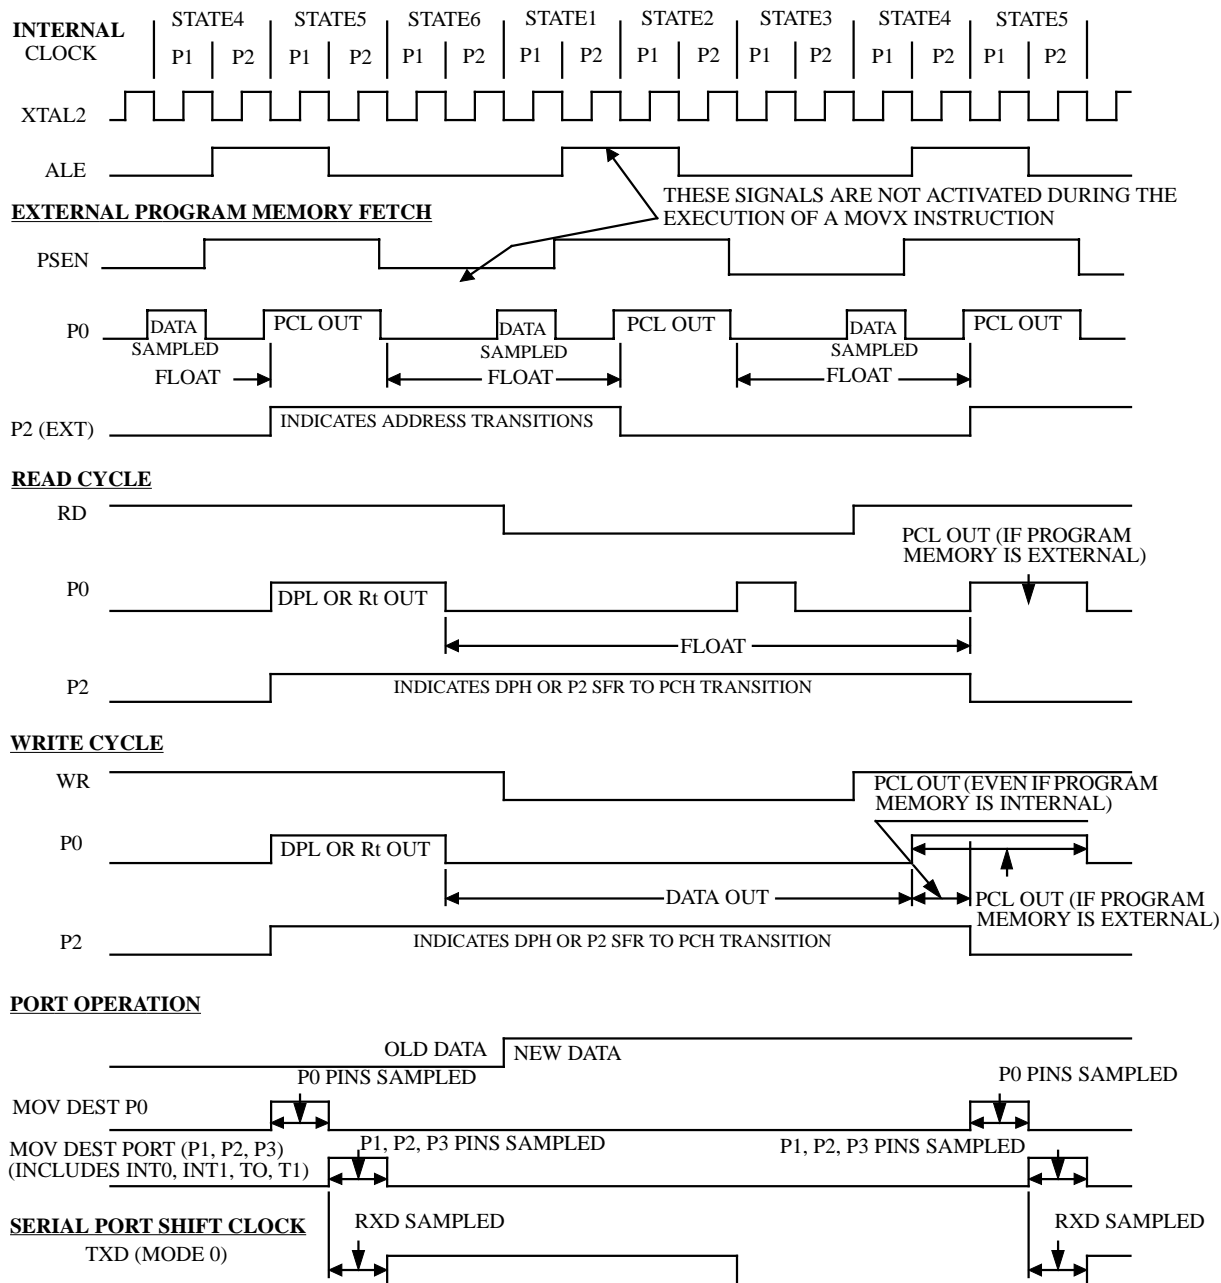 INTERNAL CLOCK
STATE4 STATE5 STATE6 STATE1 STATE2 STATE3 STATE4 STATE5
P1 P2 P1 P2 P1 P2 P1 P2 P1 P2 P1 P2 P1 P2 P1 P2
XTAL2
ALE
THESE SIGNALS ARE NOT ACTIVATED DURING THE
EXECUTION OF A MOVX INSTRUCTION
EXTERNAL PROGRAM MEMORY FETCH
PSEN
P0
DATA SAMPLED
PCL OUT
DATA SAMPLED
PCL OUT
DATA SAMPLED
PCL OUT
FLOAT FLOAT FLOAT
P2 (EXT)
INDICATES ADDRESS TRANSITIONS
READ CYCLE
RD
PCL OUT (IF PROGRAM
MEMORY IS EXTERNAL)
P0
DPL OR Rt OUT
FLOAT
P2
INDICATES DPH OR P2 SFR TO PCH TRANSITION
WRITE CYCLE
WR
PCL OUT (EVEN IF PROGRAM
MEMORY IS INTERNAL)
P0
DPL OR Rt OUT
DATA OUT
PCL OUT (IF PROGRAM
MEMORY IS EXTERNAL)
P2
INDICATES DPH OR P2 SFR TO PCH TRANSITION
PORT OPERATION
OLD DATA NEW DATA
P0 PINS SAMPLED P0 PINS SAMPLED
MOV DEST P0
MOV DEST PORT (P1, P2, P3)
(INCLUDES INT0, INT1, TO, T1)
P1, P2, P3 PINS SAMPLED P1, P2, P3 PINS SAMPLED
SERIAL PORT SHIFT CLOCK
RXD SAMPLED RXD SAMPLED
TXD (MODE 0)